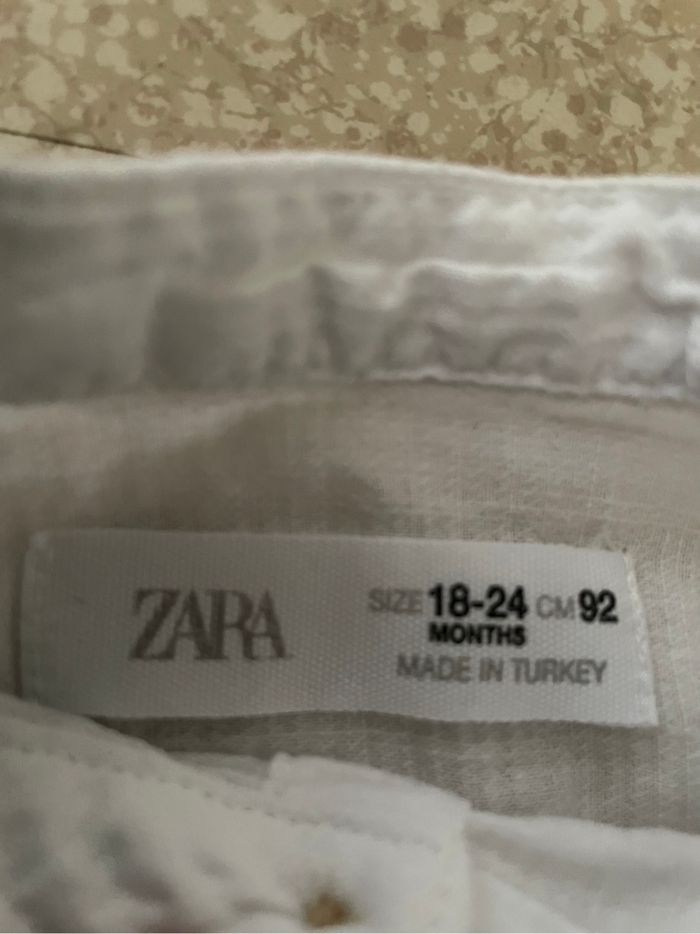 ZARA
SIZE 18-24 CM 92
MONTHS
MADE IN TURKEY